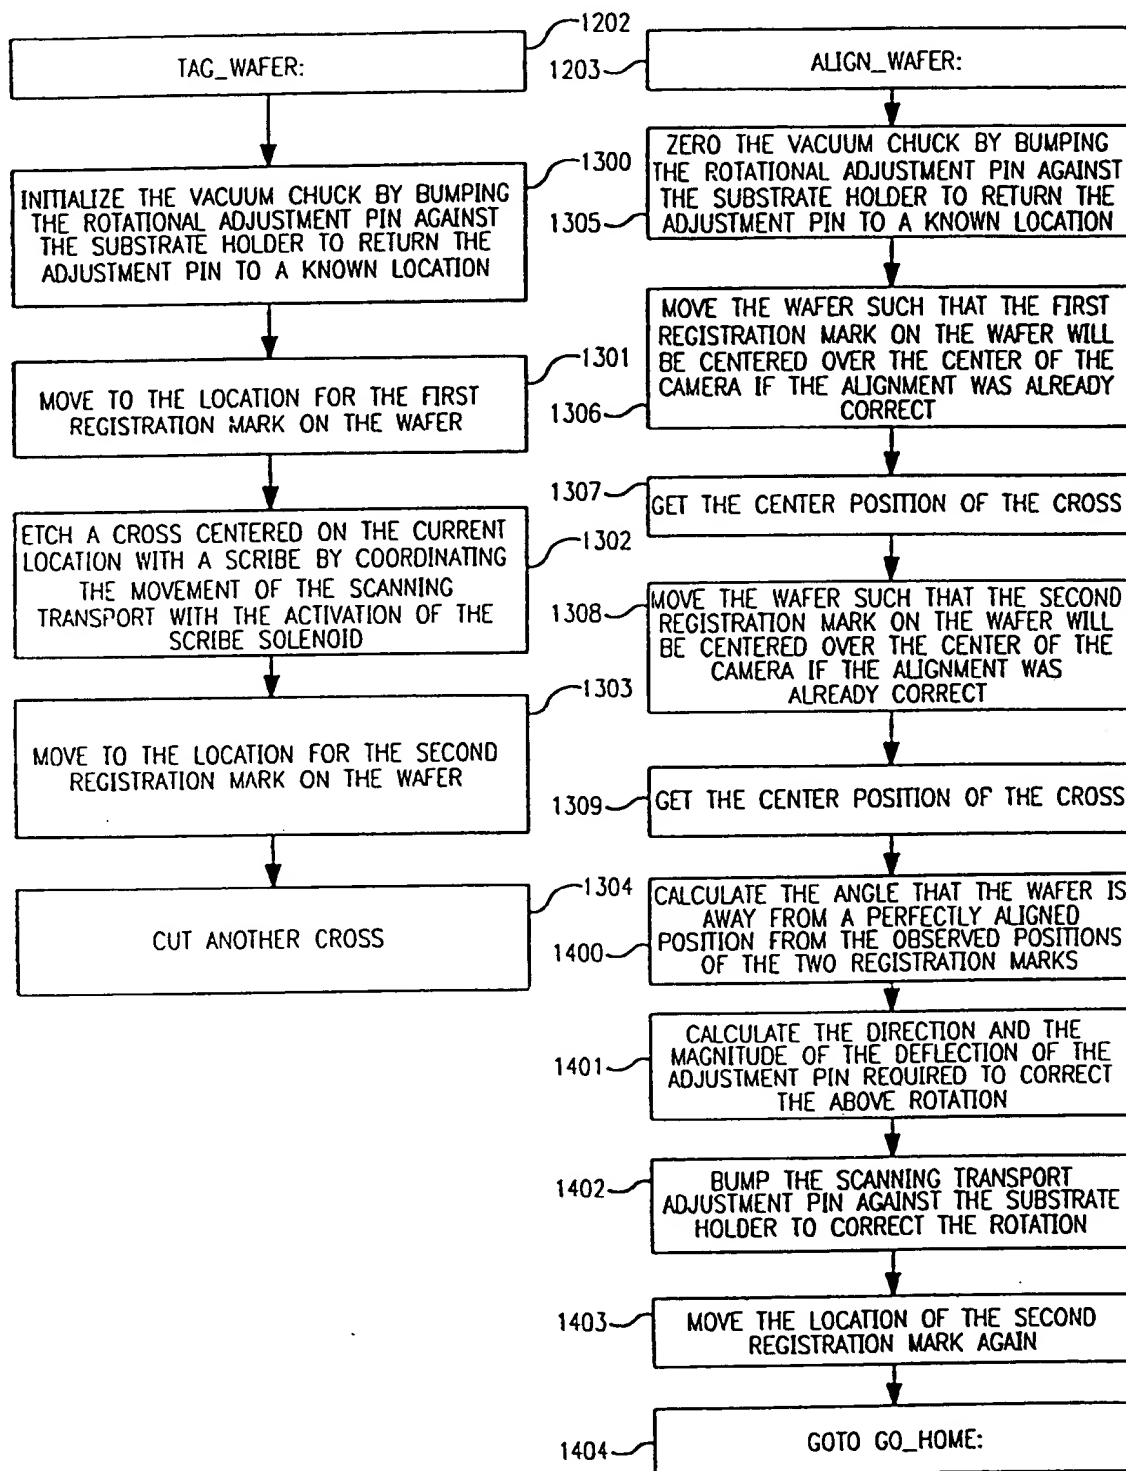 1202
TAG_WAFER:
1300
INITIALIZE THE VACUUM CHUCK BY BUMPING
THE ROTATIONAL ADJUSTMENT PIN AGAINST
THE SUBSTRATE HOLDER TO RETURN THE
ADJUSTMENT PIN TO A KNOWN LOCATION
1301
MOVE TO THE LOCATION FOR THE FIRST
REGISTRATION MARK ON THE WAFER
1302
ETCH A CROSS CENTERED ON THE CURRENT
LOCATION WITH A SCRIBE BY COORDINATING
THE MOVEMENT OF THE SCANNING
TRANSPORT WITH THE ACTIVATION OF THE
SCRIBE SOLENOID
1303
MOVE TO THE LOCATION FOR THE SECOND
REGISTRATION MARK ON THE WAFER
1304
CUT ANOTHER CROSS
1203
ALIGN_WAFER:
1305
ZERO THE VACUUM CHUCK BY BUMPING
THE ROTATIONAL ADJUSTMENT PIN AGAINST
THE SUBSTRATE HOLDER TO RETURN THE
ADJUSTMENT PIN TO A KNOWN LOCATION
1306
MOVE THE WAFER SUCH THAT THE FIRST
REGISTRATION MARK ON THE WAFER WILL
BE CENTERED OVER THE CENTER OF THE
CAMERA IF THE ALIGNMENT WAS ALREADY
CORRECT
1307
GET THE CENTER POSITION OF THE CROSS
1308
MOVE THE WAFER SUCH THAT THE SECOND
REGISTRATION MARK ON THE WAFER WILL
BE CENTERED OVER THE CENTER OF THE
CAMERA IF THE ALIGNMENT WAS
ALREADY CORRECT
1309
GET THE CENTER POSITION OF THE CROSS
1400
CALCULATE THE ANGLE THAT THE WAFER IS
AWAY FROM A PERFECTLY ALIGNED
POSITION FROM THE OBSERVED POSITIONS
OF THE TWO REGISTRATION MARKS
1401
CALCULATE THE DIRECTION AND THE
MAGNITUDE OF THE DEFLECTION OF THE
ADJUSTMENT PIN REQUIRED TO CORRECT
THE ABOVE ROTATION
1402
BUMP THE SCANNING TRANSPORT
ADJUSTMENT PIN AGAINST THE SUBSTRATE
HOLDER TO CORRECT THE ROTATION
1403
MOVE THE LOCATION OF THE SECOND
REGISTRATION MARK AGAIN
1404
GOTO GO_HOME: